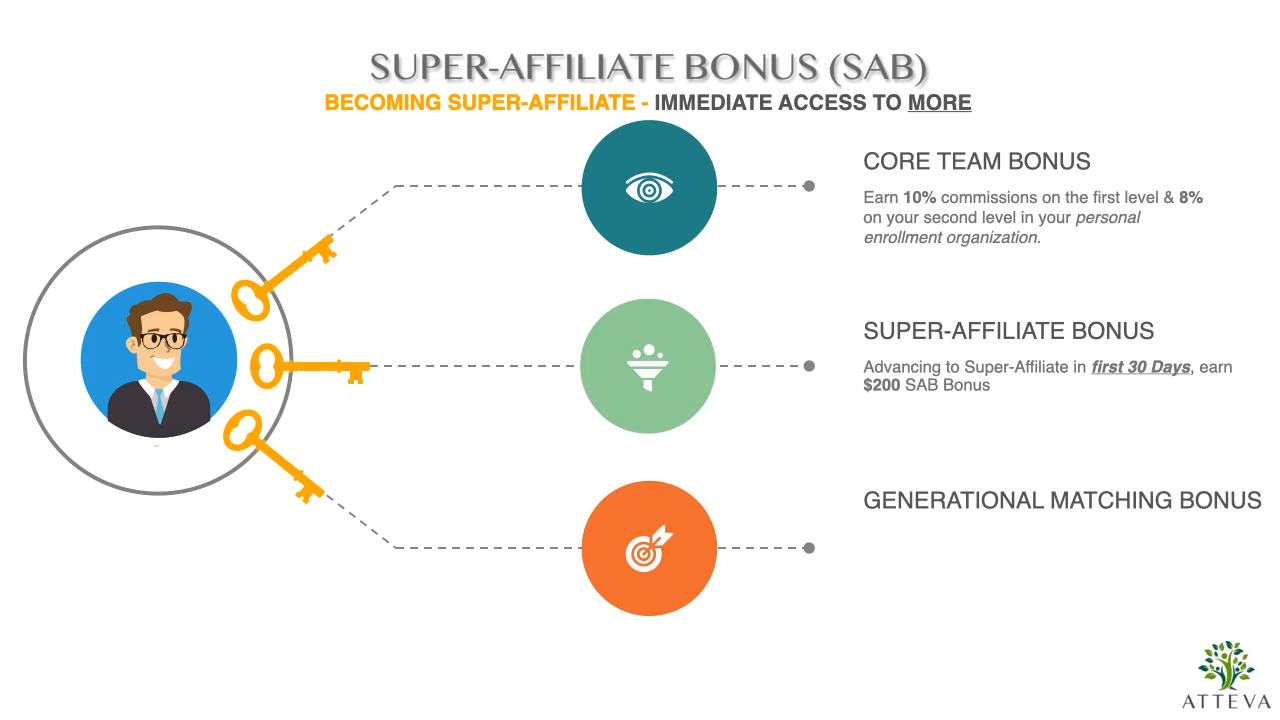 SUPER-AFFILIATE BONUS (SAB)
BECOMING SUPER-AFFILIATE - IMMEDIATE ACCESS TO MORE
CORE TEAM BONUS
Earn 10% commissions on the first level & 8%
on your second level in your personal
enrollment organization.
SUPER-AFFILIATE BONUS
Advancing to Super-Affiliate in first 30 Days, earn
$200 SAB Bonus
GENERATIONAL MATCHING BONUS
ATTEVA